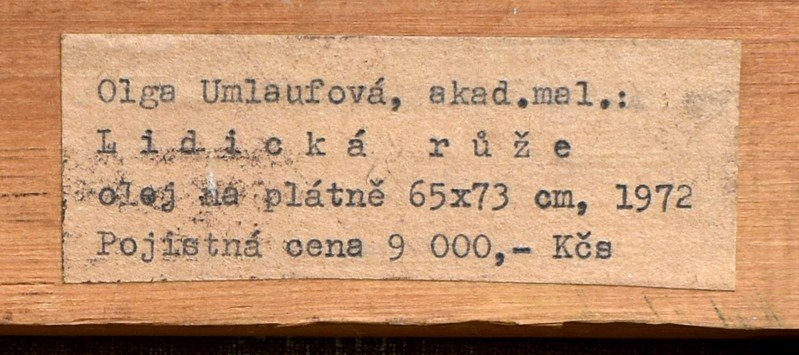 Olga Umlaufová, akad.mal.:
L i d i c k á  r ů ž e
olej na plátně 65x73 cm, 1972
Pojistná cena 9 000,- Kčs